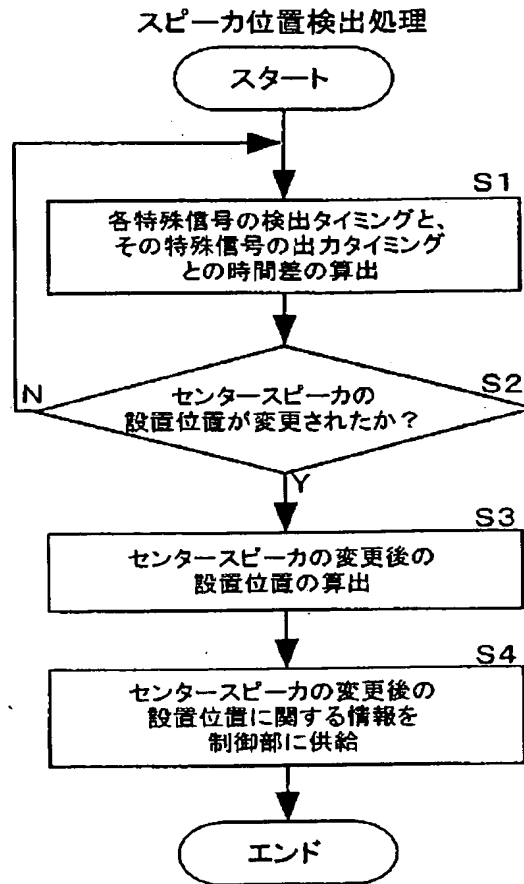 スピーカ位置検出処理
スタート
S1
各特殊信号の検出タイミングと、
その特殊信号の出力タイミング
との時間差の算出
S2
N
センタースピーカの
設置位置が変更されたか？
Y
S3
センタースピーカの変更後の
設置位置の算出
S4
センタースピーカの変更後の
設置位置に関する情報を
制御部に供給
エンド